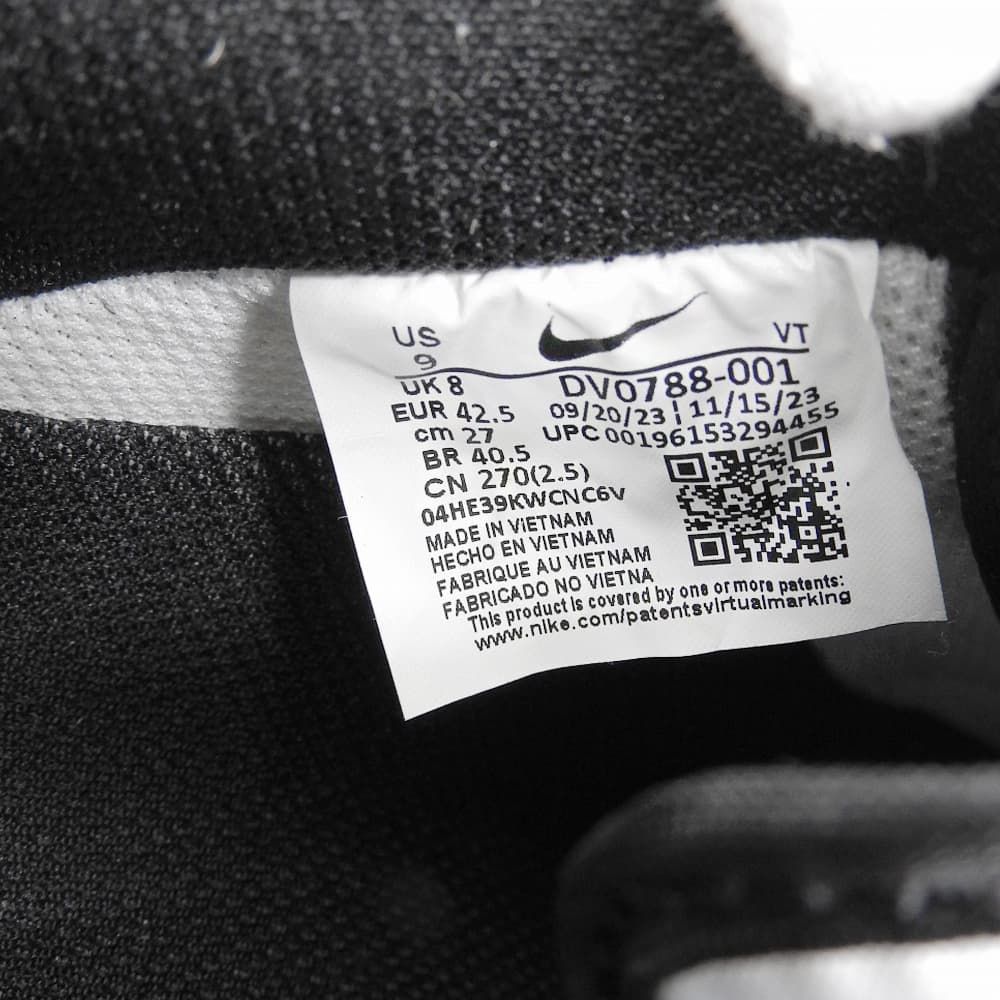 US
9
VT
UK 8
DV0788-001
EUR 42.5
09/20/23 | 11/15/23
cm 27
UPC 00196153294455
BR 40.5
CN 270(2.5)
04HE39KWCNC6V
MADE IN VIETNAM
HECHO EN VIETNAM
FABRIQUE AU VIETNAM
FABRICADO NO VIETNA
This product is covered by one or more patents:
www.nike.com/patentsvirtualmarking